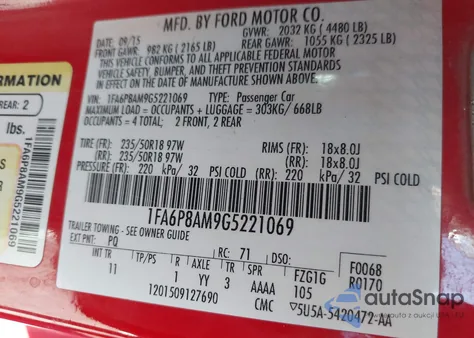 MFD. BY FORD MOTOR CO.
DATE: 09/15 GVWR: 2032 KG ( 4480 LB)
FRONT GAWR: 982 KG ( 2165 LB) REAR GAWR: 1055 KG ( 2325 LB)
THIS VEHICLE CONFORMS TO ALL APPLICABLE FEDERAL MOTOR
VEHICLE SAFETY, BUMPER, AND THEFT PREVENTION STANDARDS
IN EFFECT ON THE DATE OF MANUFACTURE SHOWN ABOVE.
VIN: 1FA6P8AM9G5221069 TYPE: Passenger Car
MAXIMUM LOAD = OCCUPANTS + LUGGAGE = 303KG/ 668LB
OCCUPANTS = 4 TOTAL: 2 FRONT, 2 REAR
TIRE (FR): 235/50R18 97W RIMS (FR): 18x8.0J
(RR): 235/50R18 97W (RR): 18x8.0J
PRESSURE (FR): 220 kPa/ 32 PSI COLD (RR): 220 kPa/ 32 PSI COLD
1FA6P8AM9G5221069
TRAILER TOWING - SEE OWNER GUIDE
EXT PNT: PQ RC: 71 DSO: F0068
INT TR TP/PS R AXLE TR SPR R0170
11 1 YY 3 AAAA FZG1G
105
1201509127690 CMC 5U5A-5420472-AA
FORMATION
REAR: 2
lbs.
1FA6P8AM9G5221069
autoSnap
z aukcji z USA